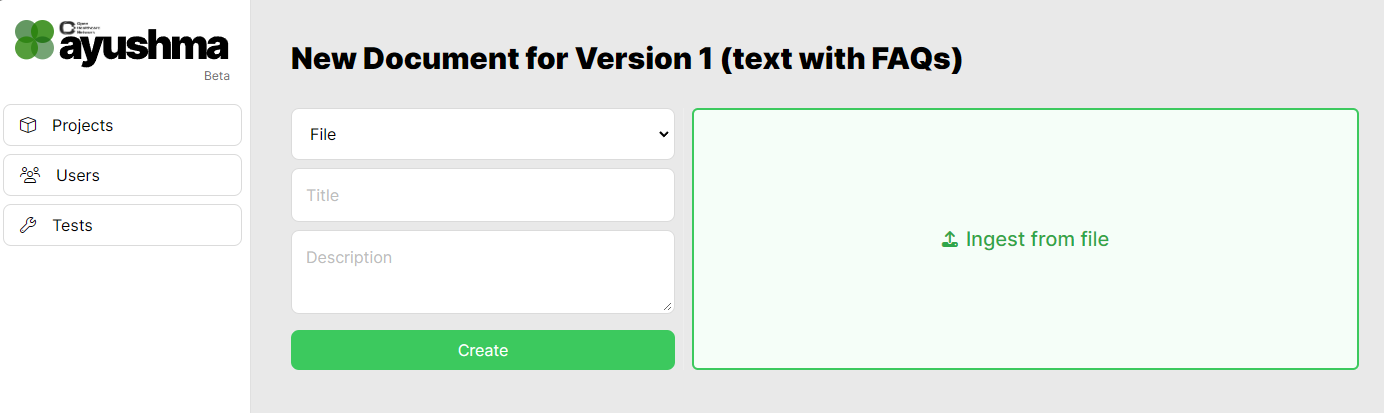 Open
Healthcare
Network
ayushma
Beta
Projects
Users
Tests
New Document for Version 1 (text with FAQs)
File
Title
Description
Create
Ingest from file